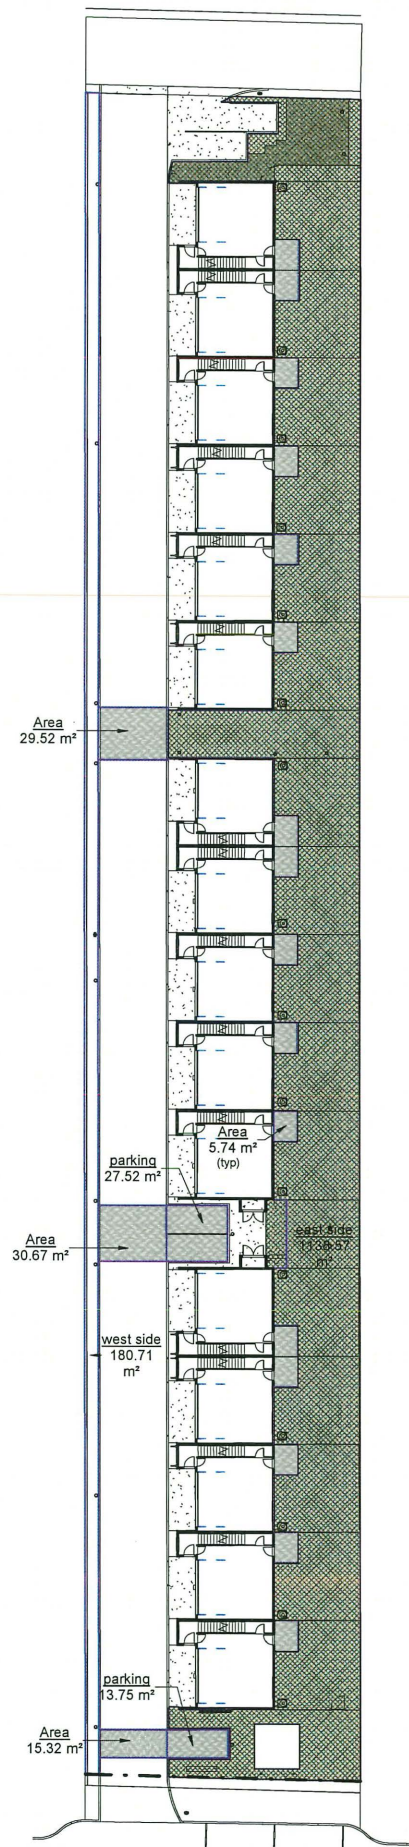 Area
29.52 m²
Area
5.74 m²
(typ)
parking
27.52 m²
Area
30.67 m²
east side
m²
west side
180.71
m²
parking
13.75 m²
Area
15.32 m²